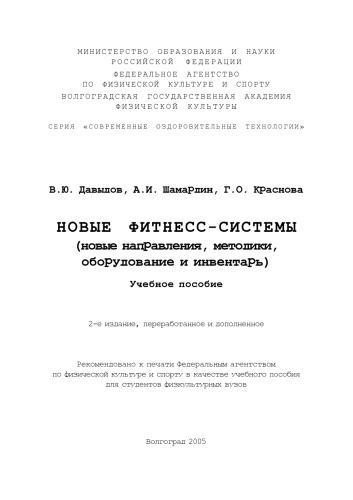 МИНИСТЕРСТВО ОБРАЗОВАНИЯ И НАУКИ
РОССИЙСКОЙ ФЕДЕРАЦИИ
ФЕДЕРАЛЬНОЕ АГЕНТСТВО
ПО ФИЗИЧЕСКОЙ КУЛЬТУРЕ И СПОРТУ
ВОЛГОГРАДСКАЯ ГОСУДАРСТВЕННАЯ АКАДЕМИЯ
ФИЗИЧЕСКОЙ КУЛЬТУРЫ
СЕРИЯ «СОВРЕМЕННЫЕ ОЗДОРОВИТЕЛЬНЫЕ ТЕХНОЛОГИИ»
В.Ю. Давыдов, А.И. Шамардин, Г.О. Краснова
НОВЫЕ ФИТНЕСС-СИСТЕМЫ
(новые направления, методики,
оборудование и инвентарь)
Учебное пособие
2-е издание, переработанное и дополненное
Рекомендовано к печати Федеральным агентством
по физической культуре и спорту в качестве учебного пособия
для студентов физкультурных вузов
Волгоград 2005